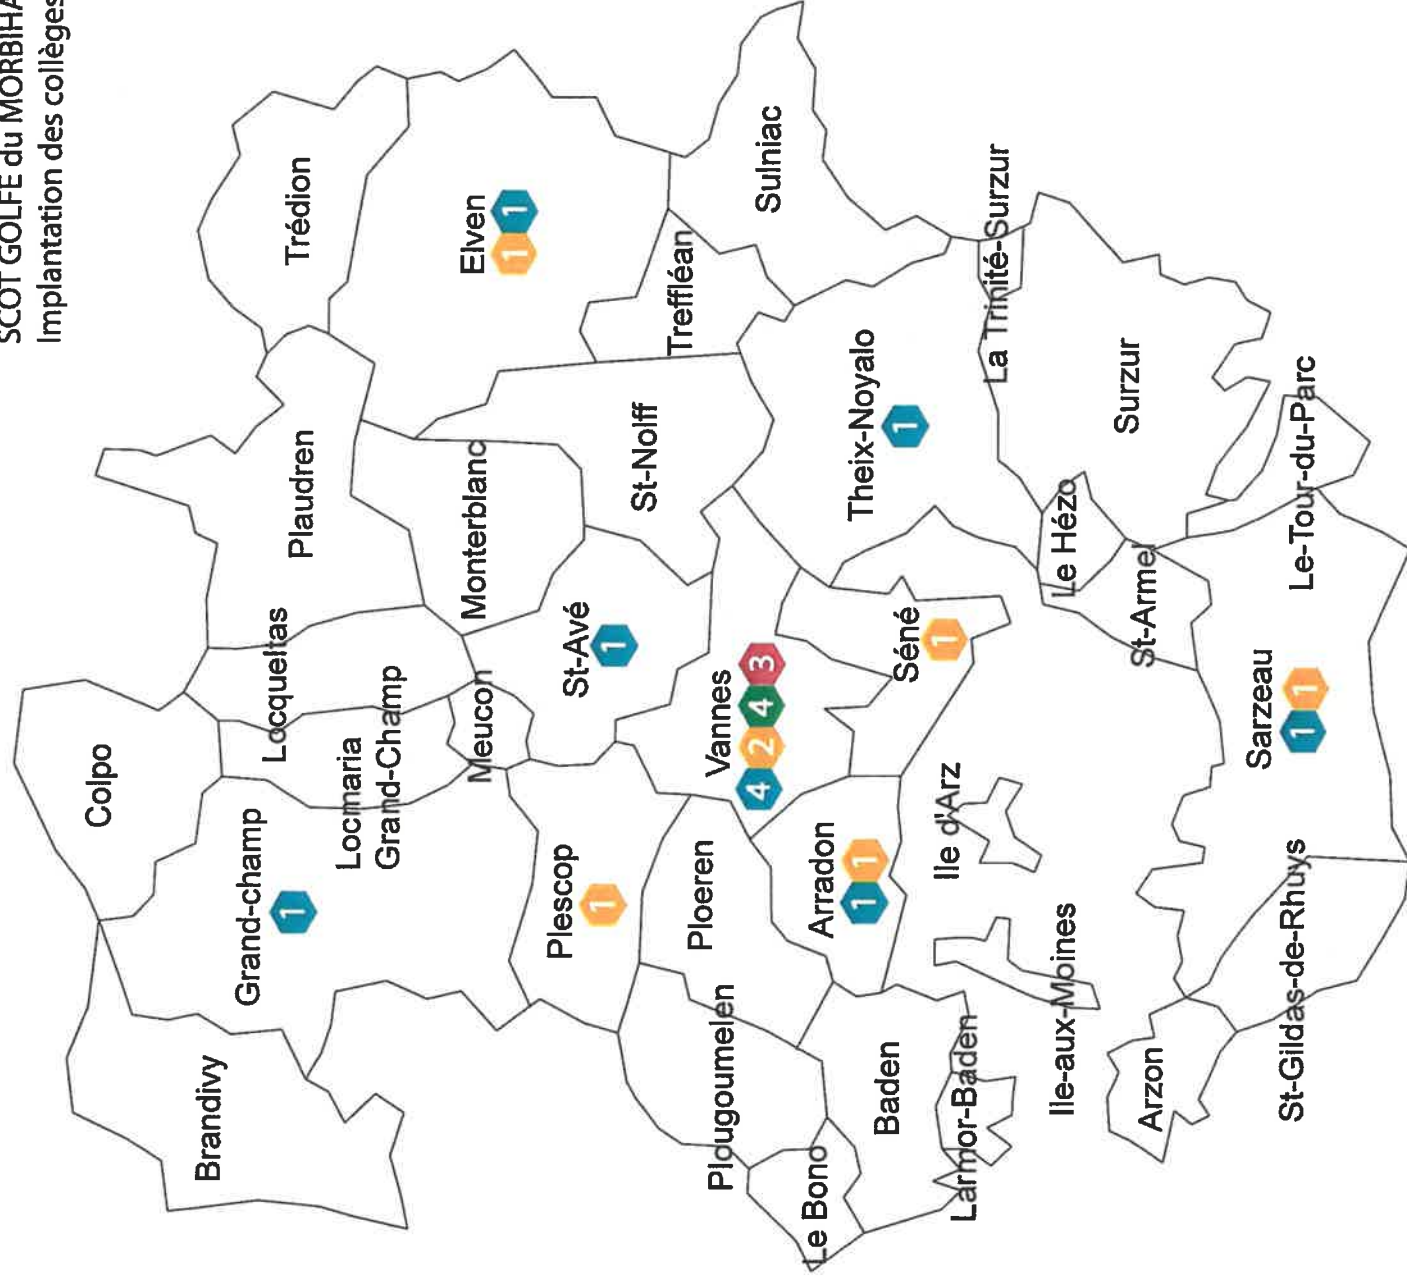 SCOT GOLFE du MORBIHA
Implantation des collèges
Colpo
Brandivy
Grand-champ
1
Locqueltas
Trédion
Plaudren
Locmaria
Grand-Champ
Elven
1 1
Monterblanc
Meucon
Plescop
1
St-Avé
1
St-Nolff
Treffléan
Ploeren
Vannes
4 2 4 3
Plougoumelen
Sulniac
Le Bono
Arradon
1 1
Theix-Noyalo
1
Baden
Séné
1
Ile d'Arz
Larmor-Baden
La Trinité-Surzur
Ile-aux-Moines
Le Hézo
Surzur
St-Armel
Arzon
Sarzeau
1 1
St-Gildas-de-Rhuys
Le-Tour-du-Parc